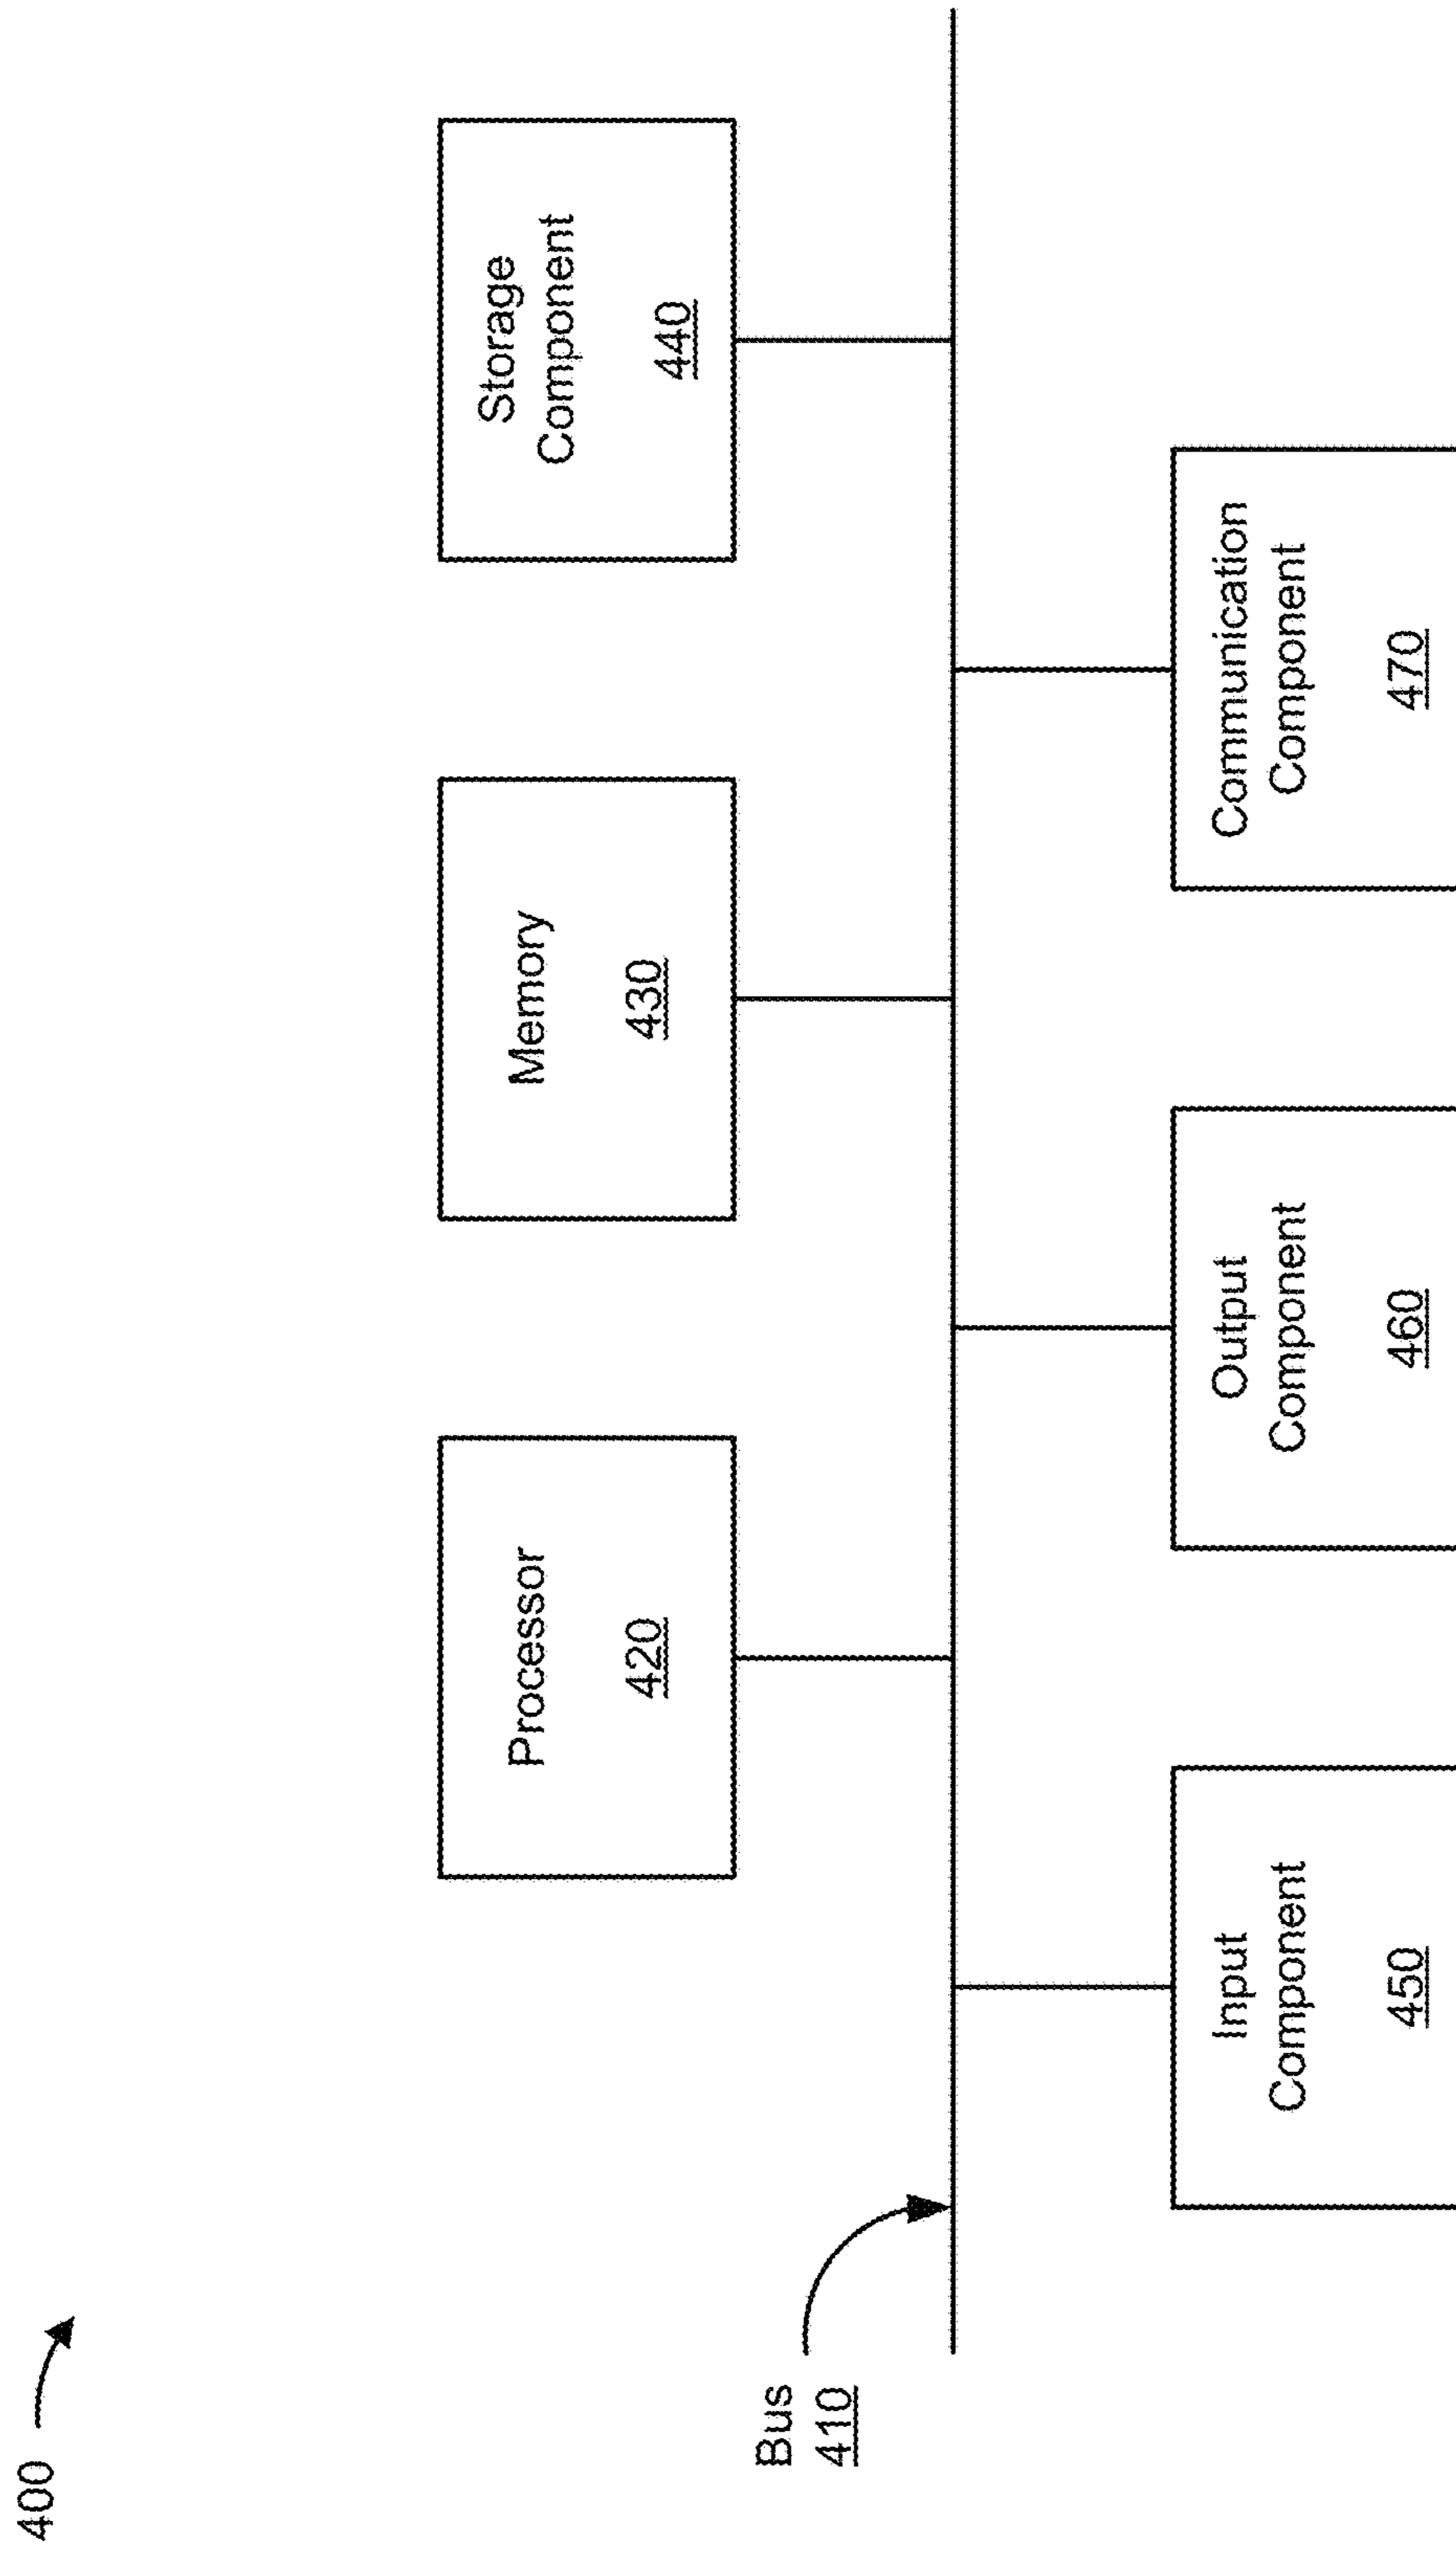 400
Processor
420
Memory
430
Storage
Component
440
Bus
410
Input
Component
450
Output
Component
460
Communication
Component
470